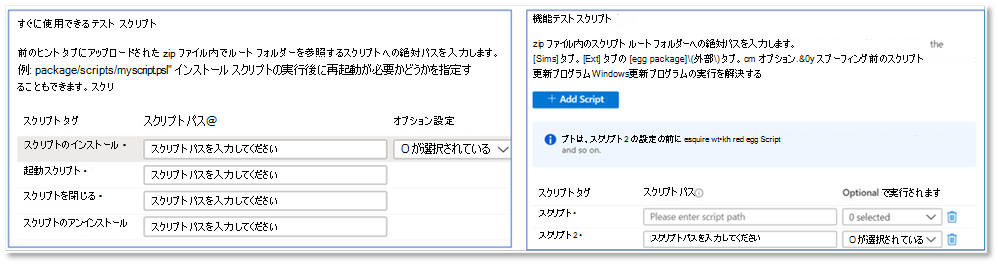 すぐに使用できるテスト スクリプト
前のヒントタブにアップロードされた zip ファイル内でルート フォルダーを参照するスクリプトへの絶対パスを入力します。
例: package/scripts/myscript.psl" インストール スクリプトの実行後に再起動が必要かどうかを指定す
ることもできます。スクリ
スクリプト タグ スクリプト パス@ オプション設定
スクリプトのインストール・ スクリプト パスを入力してください O が選択されている
起動スクリプト・ スクリプト パスを入力してください
スクリプトを閉じる・ スクリプト パスを入力してください
スクリプトのアンインストール スクリプト パスを入力してください
機能テスト スクリプト
zip ファイル内のスクリプト ルート フォルダーへの絶対パスを入力します。 the
[Sims]タブ。[Ext] タブの [egg package]\(外部\)タブ。om オプション.&0y スプーフィング前のスクリプト
更新プログラム Windows更新プログラムの実行を解決する
+ Add Script
プトは、スクリプト 2 の設定の前に esquire wt•kh red egg Script
and so on.
スクリプト タグ スクリプト パス Optional で実行されます
スクリプト・ Please enter script path 0 selected
スクリプト2・ スクリプト パスを入力してください O が選択されている